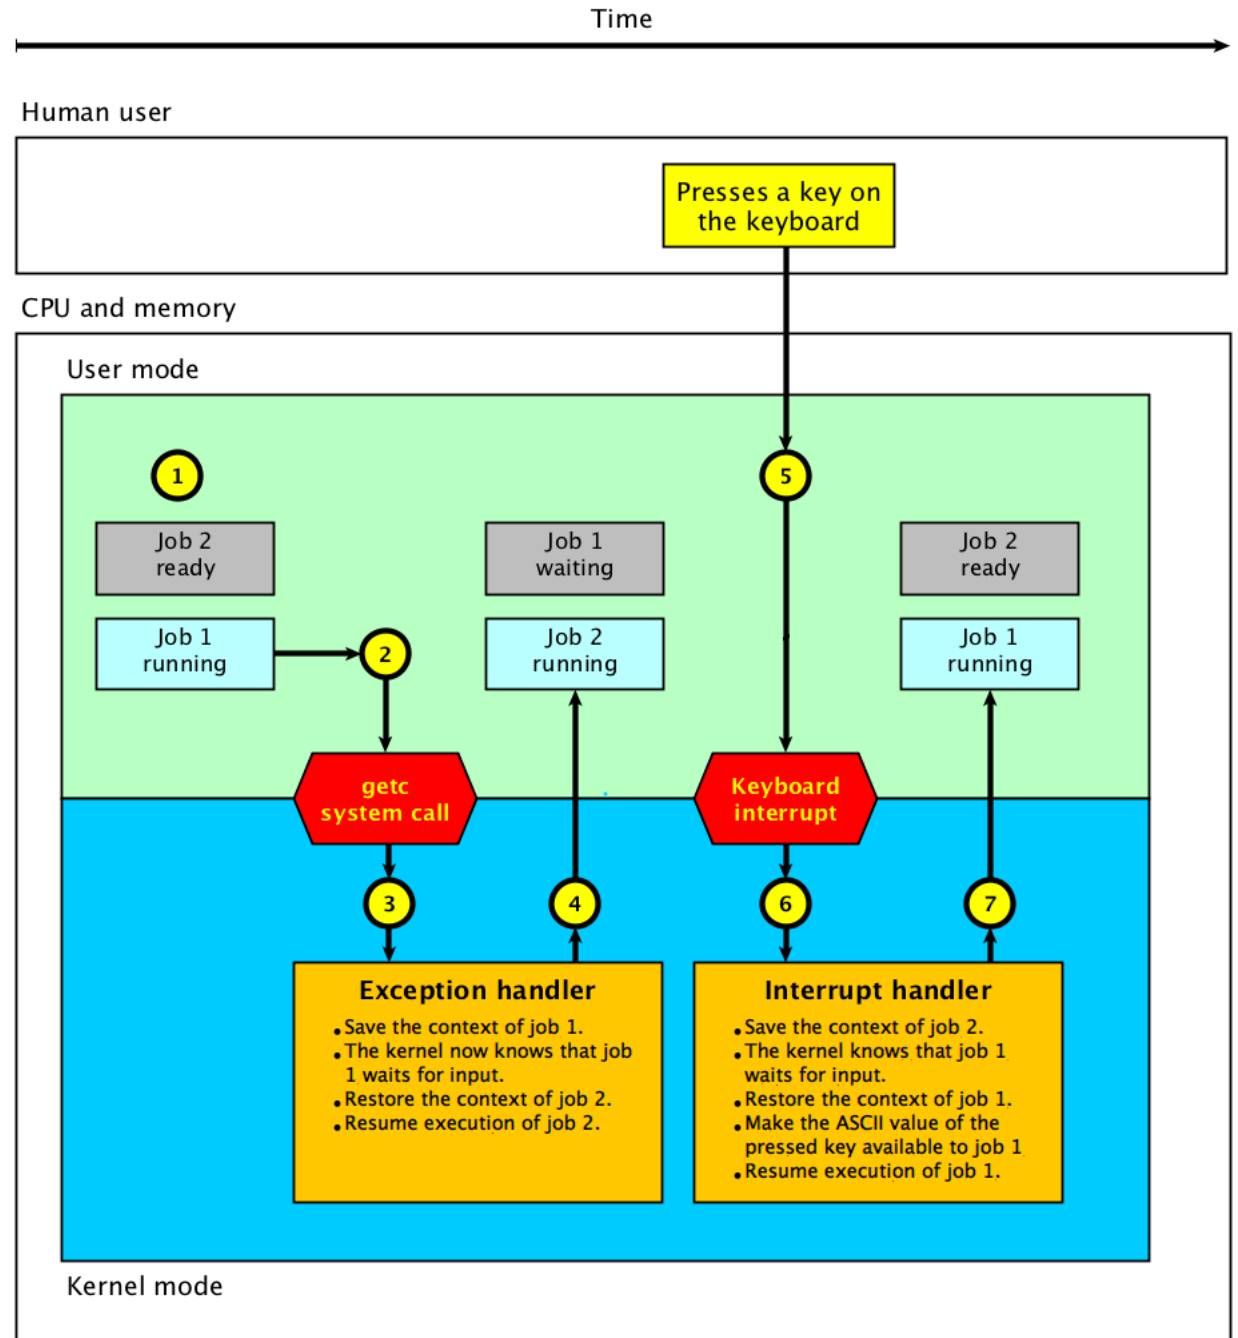 Time
Human user
Presses a key on
the keyboard
CPU and memory
User mode
1
5
Job 2
ready
Job 1
waiting
Job 2
ready
Job 1
running
2
Job 2
running
Job 1
running
getc
system call
Keyboard
interrupt
3
4
6
7
Exception handler
• Save the context of job 1.
• The kernel now knows that job
1 waits for input.
• Restore the context of job 2.
• Resume execution of job 2.
Interrupt handler
• Save the context of job 2.
• The kernel knows that job 1
waits for input.
• Restore the context of job 1.
• Make the ASCII value of the
pressed key available to job 1
• Resume execution of job 1.
Kernel mode